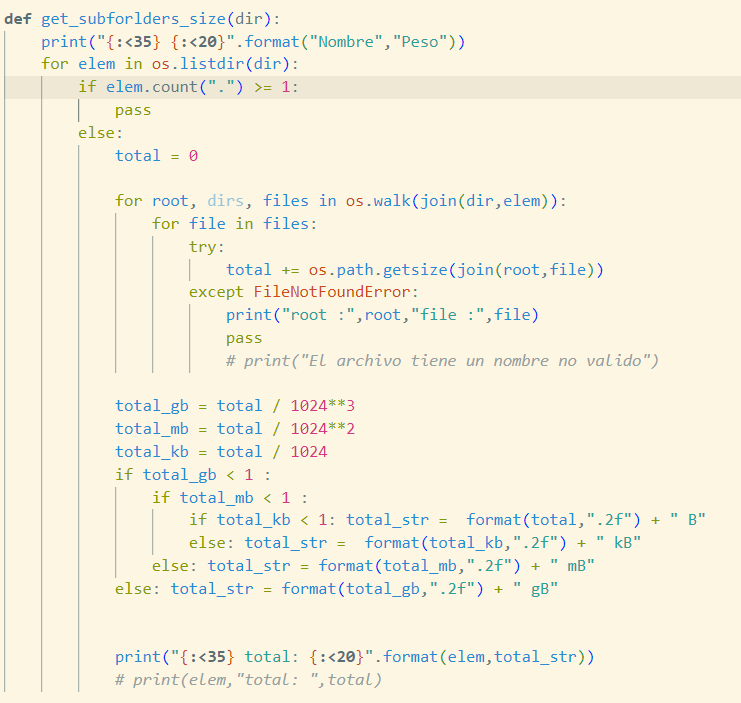 def get_subforlders_size(dir):
    print("{:<35} {:<20}".format("Nombre","Peso"))
    for elem in os.listdir(dir):
        if elem.count(".") >= 1:
            pass
        else:
            total = 0
            for root, dirs, files in os.walk(join(dir,elem)):
                for file in files:
                    try:
                        total += os.path.getsize(join(root,file))
                    except FileNotFoundError:
                        print("root :",root,"file :",file)
                        pass
                        # print("El archivo tiene un nombre no valido")
            total_gb = total / 1024**3
            total_mb = total / 1024**2
            total_kb = total / 1024
            if total_gb < 1 :
                if total_mb < 1 :
                    if total_kb < 1: total_str =  format(total,".2f") + " B"
                    else: total_str =  format(total_kb,".2f") + " kB"
                else: total_str = format(total_mb,".2f") + " mB"
            else: total_str = format(total_gb,".2f") + " gB"
            print("{:<35} total: {:<20}".format(elem,total_str))
            # print(elem,"total: ",total)